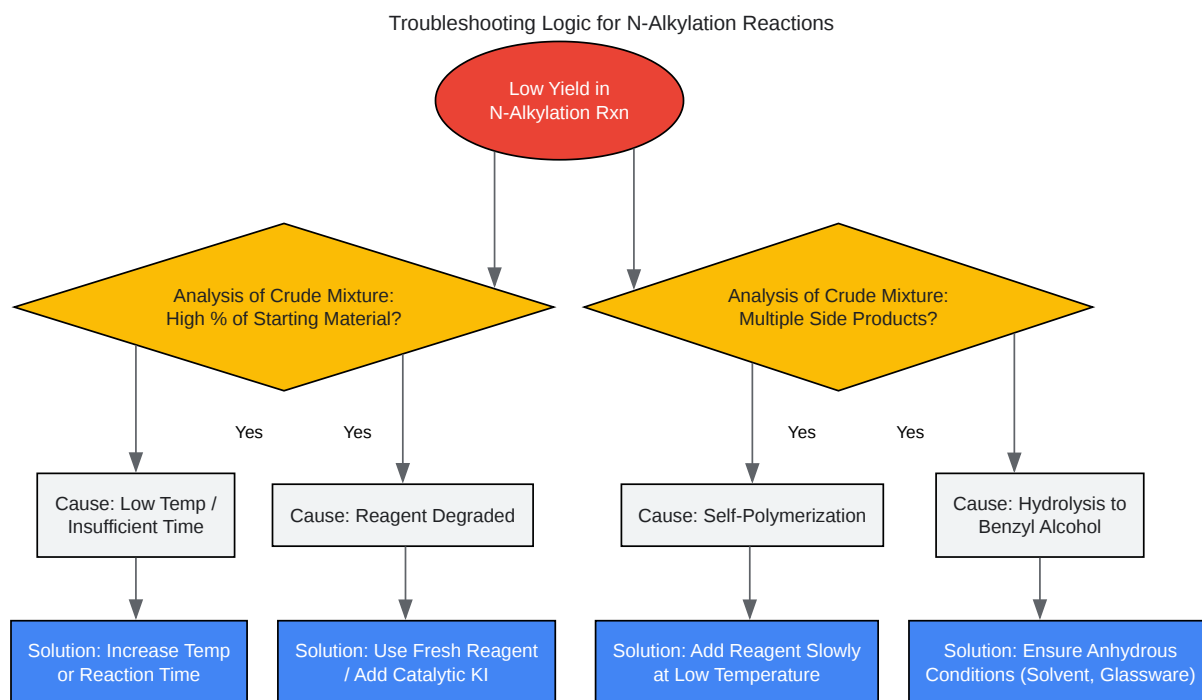 Troubleshooting Logic for N-Alkylation Reactions
Low Yield in
N-Alkylation Rxn
Analysis of Crude Mixture:
High % of Starting Material?
Analysis of Crude Mixture:
Multiple Side Products?
Yes
Yes
Yes
Yes
Cause: Low Temp /
Insufficient Time
Cause: Reagent Degraded
Cause: Self-Polymerization
Cause: Hydrolysis to
Benzyl Alcohol
Solution: Increase Temp
or Reaction Time
Solution: Use Fresh Reagent
/ Add Catalytic KI
Solution: Add Reagent Slowly
at Low Temperature
Solution: Ensure Anhydrous
Conditions (Solvent, Glassware)